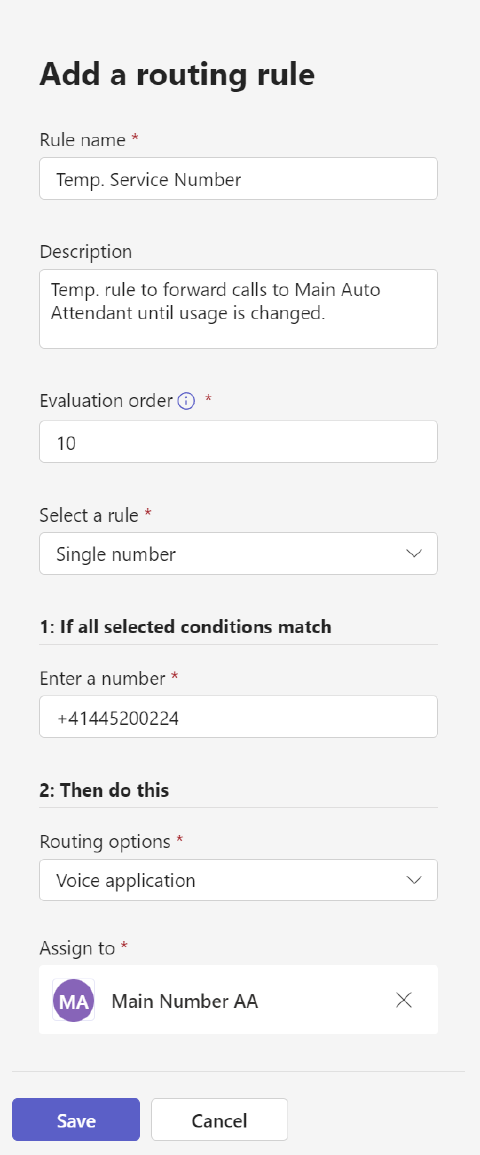 Add a routing rule
Rule name *
Temp. Service Number
Description
Temp. rule to forward calls to Main Auto
Attendant until usage is changed.
Evaluation order *
10
Select a rule *
Single number
1: If all selected conditions match
Enter a number *
+41445200224
2: Then do this
Routing options *
Voice application
Assign to *
MA Main Number AA
Save Cancel